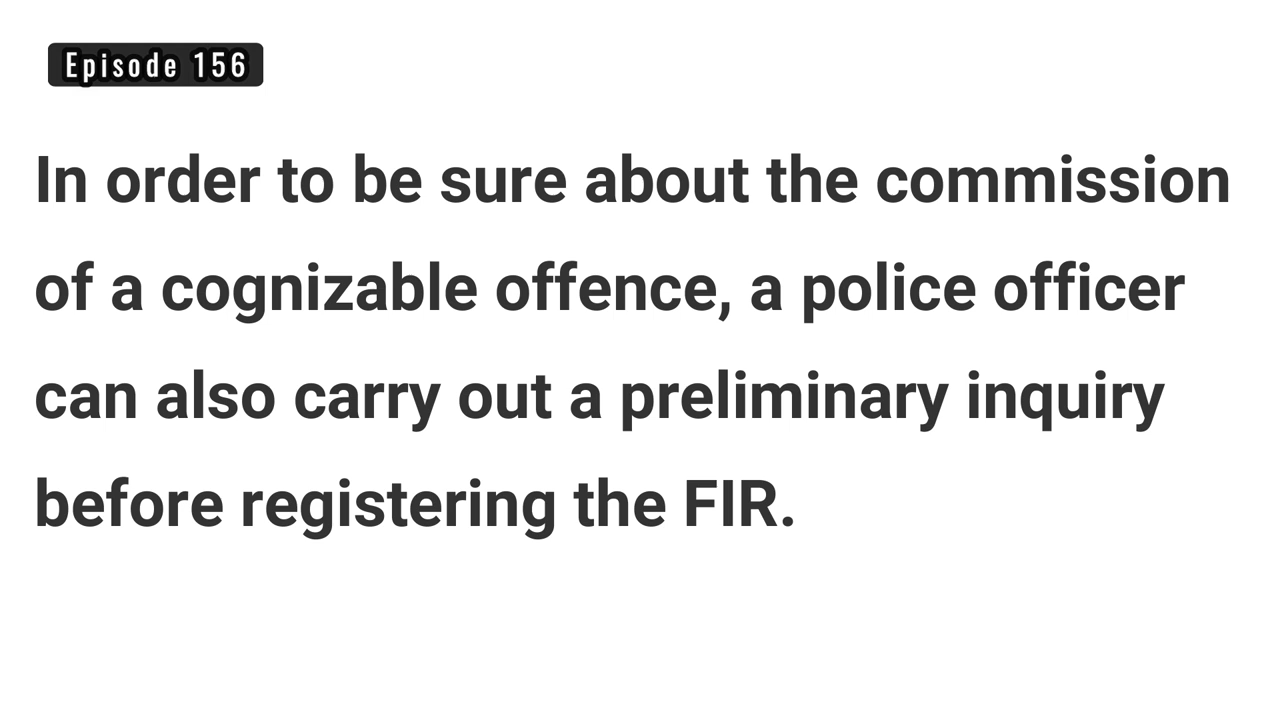 Episode 156
In order to be sure about the commission
of a cognizable offence, a police officer
can also carry out a preliminary inquiry
before registering the FIR.